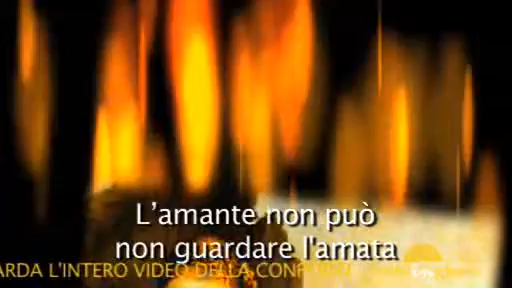 L'amante non può
non guardare l'amata
ARDA L'INTERO VIDEO DELLA